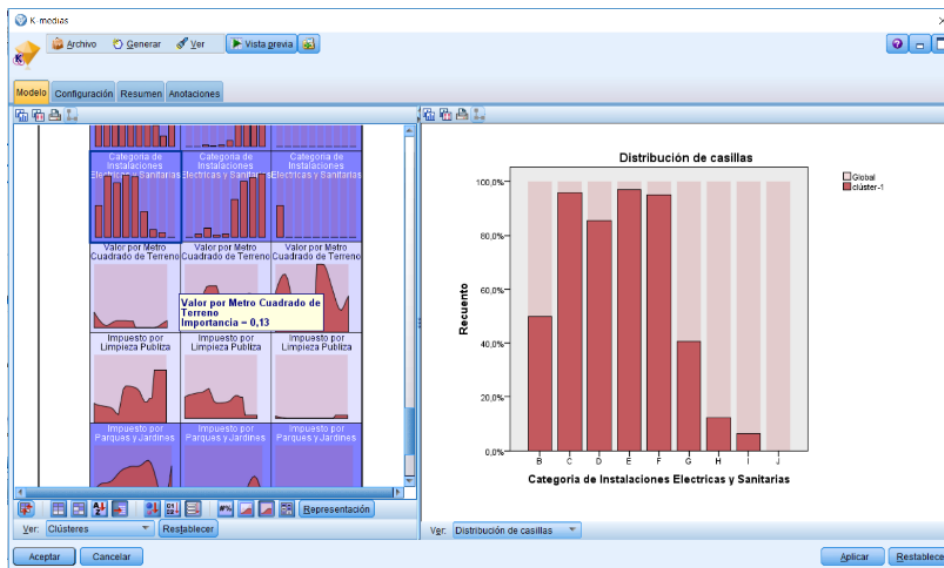 K-medias
Archivo Generar Ver Vista previa
Modelo Configuración Resumen Anotaciones
Categoria de Instalaciones Electricas y Sanitarias
Categoria de Instalaciones Electricas y Sanitarias
Categoria de Instalaciones Electricas y Sanitarias
Valor por Metro Cuadrado de Terreno
Valor por Metro Cuadrado de Terreno
Valor por Metro Cuadrado de Terreno
Valor por Metro Cuadrado de Terreno
Importancia = 0,13
Impuesto por Limpieza Publiza
Impuesto por Limpieza Publiza
Impuesto por Limpieza Publiza
Impuesto por Parques y Jardines
Impuesto por Parques y Jardines
Impuesto por Parques y Jardines
Representación
Ver: Clústeres Restablecer
Distribución de casillas
Global
clúster-1
Recuento
100,0%
80,0%
60,0%
40,0%
20,0%
0,0%
B C D E F G H I J
Categoria de Instalaciones Electricas y Sanitarias
Ver: Distribución de casillas
Aceptar Cancelar Aplicar Restablecer